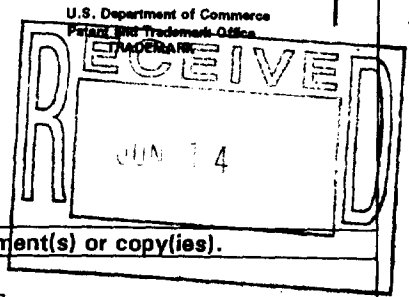 U.S. Department of Commerce
Patent and Trademark Office
TRADEMARK
RECEIVED
JUN 14
ment(s) or copy(ies).